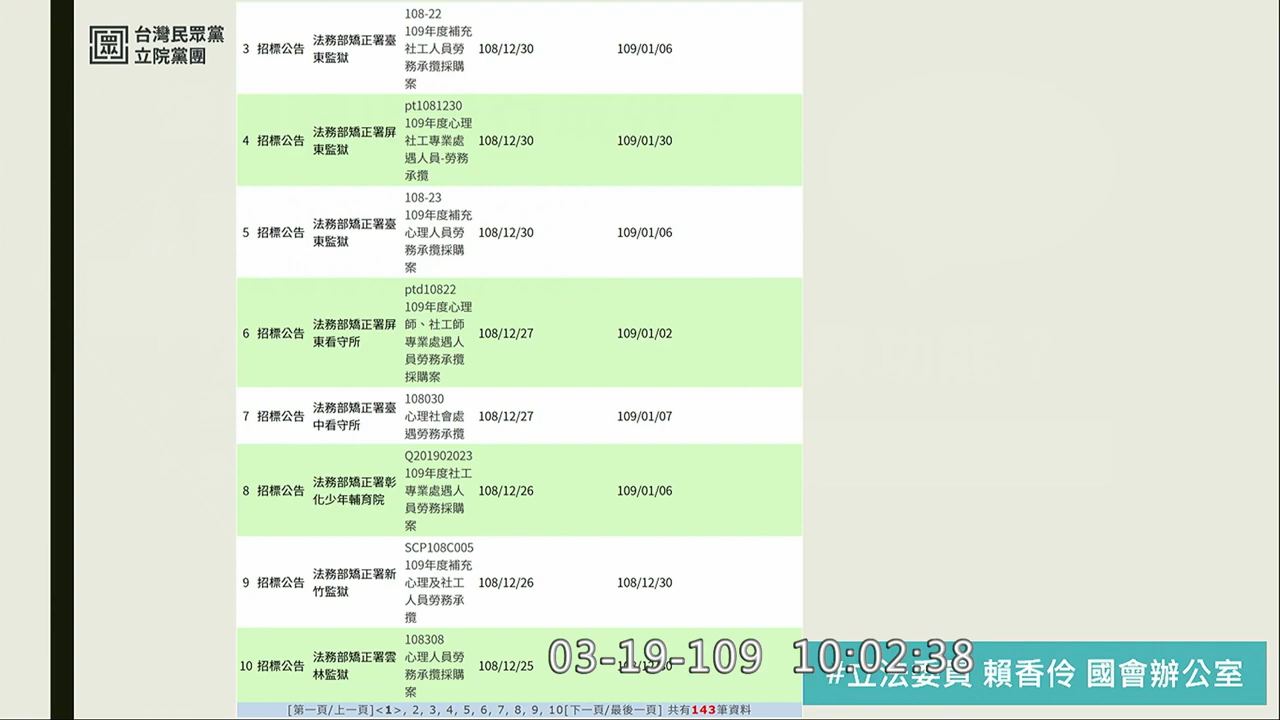 台灣民眾黨
立院黨團
108-22
109年度補充
社工人員勞
務承攬採購
案
3 招標公告 法務部矯正署臺
東監獄
108/12/30 109/01/06
pt1081230
109年度心理
社工專業處
遇人員-勞務
承攬
4 招標公告 法務部矯正署屏
東監獄
108/12/30 109/01/30
108-23
109年度補充
心理人員勞
務承攬採購
案
5 招標公告 法務部矯正署臺
東監獄
108/12/30 109/01/06
ptd10822
109年度心理
師、社工師
專業處遇人
員勞務承攬
採購案
6 招標公告 法務部矯正署屏
東看守所
108/12/27 109/01/02
108030
心理社會處
遇勞務承攬
7 招標公告 法務部矯正署臺
中看守所
108/12/27 109/01/07
Q201902023
109年度社工
專業處遇人
員勞務採購
案
8 招標公告 法務部矯正署彰
化少年輔育院
108/12/26 109/01/06
SCP108C005
109年度補充
心理及社工
人員勞務承
攬
9 招標公告 法務部矯正署新
竹監獄
108/12/26 108/12/30
108308
心理人員勞
務承攬採購
案
10 招標公告 法務部矯正署雲
林監獄
108/12/25
03-19-109 10:02:38
#立法委員 賴香伶 國會辦公室
[第一頁/上一頁]<1>, 2, 3, 4, 5, 6, 7, 8, 9, 10[下一頁/最後一頁] 共有143筆資料